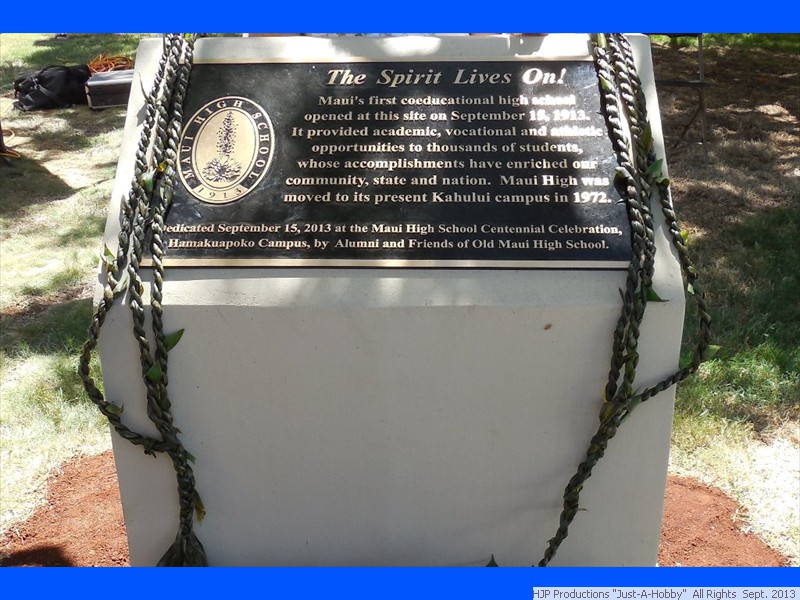 The Spirit Lives On!
Maui's first coeducational high school
opened at this site on September 15, 1913.
It provided academic, vocational and athletic
opportunities to thousands of students,
whose accomplishments have enriched our
community, state and nation. Maui High was
moved to its present Kahului campus in 1972.
MAUI HIGH SCHOOL
1913
Dedicated September 15, 2013 at the Maui High School Centennial Celebration,
Hamakuapoko Campus, by Alumni and Friends of Old Maui High School.
HJP Productions "Just-A-Hobby" All Rights Sept. 2013